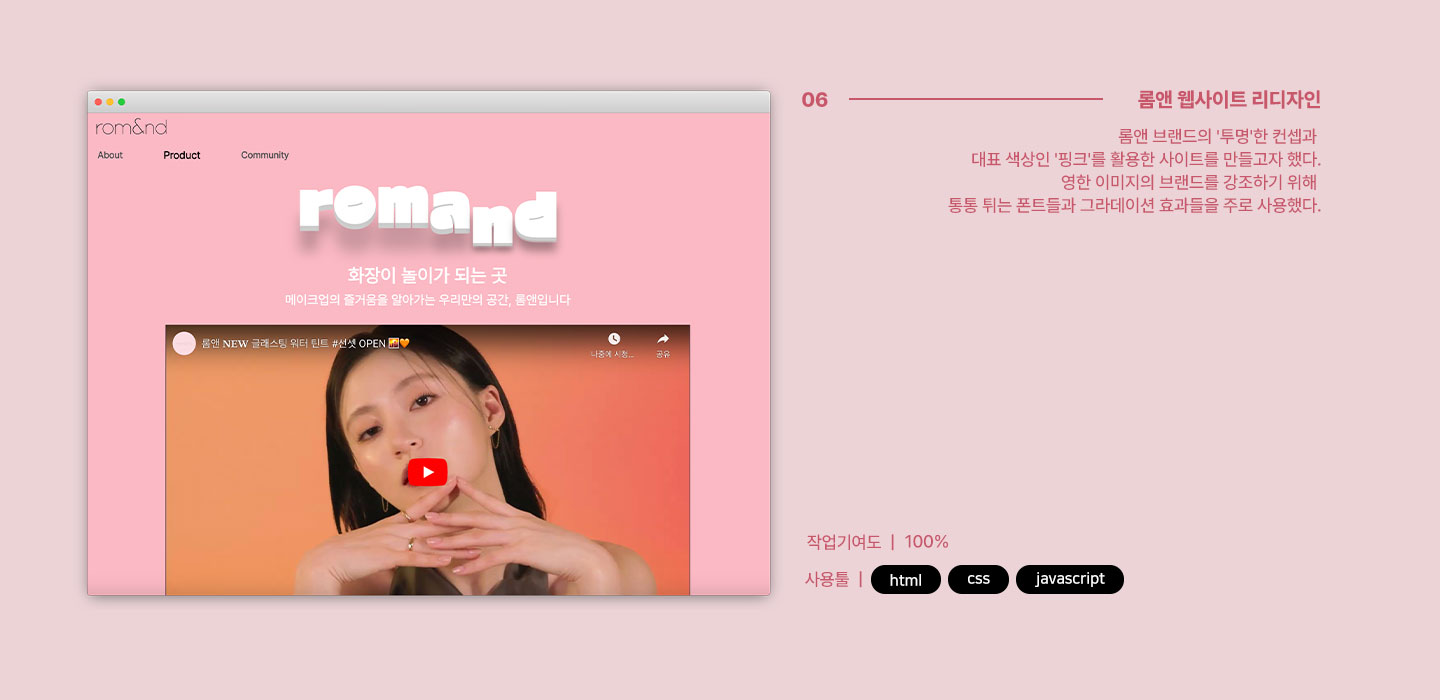 rom&nd
About
Product
Community
romand
화장이 놀이가 되는 곳
메이크업의 즐거움을 알아가는 우리만의 공간, 롬앤입니다
롬앤 NEW 글래스팅 워터 틴트 #선셋 OPEN 🌇🧡
나중에 시청...
공유
06
롬앤 웹사이트 리디자인
롬앤 브랜드의 '투명'한 컨셉과
대표 색상인 '핑크'를 활용한 사이트를 만들고자 했다.
영한 이미지의 브랜드를 강조하기 위해
통통 튀는 폰트들과 그라데이션 효과들을 주로 사용했다.
작업기여도 | 100%
사용툴 | html css javascript